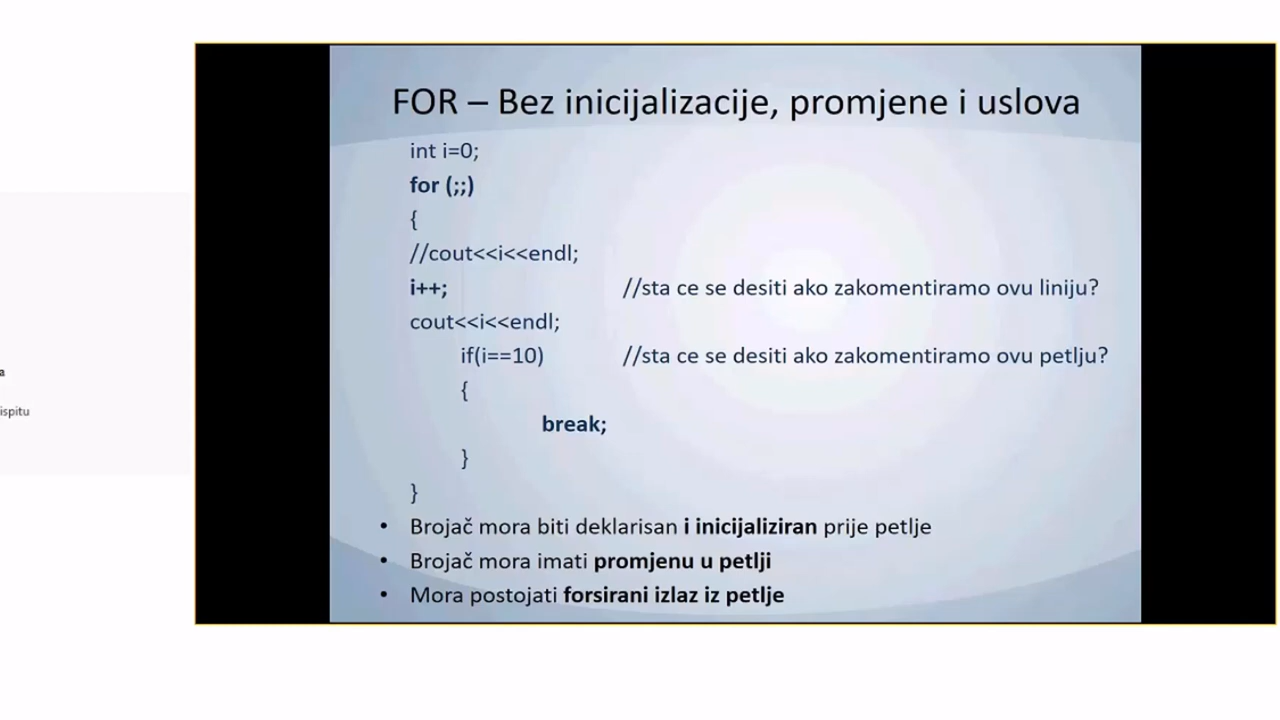 FOR – Bez inicijalizacije, promjene i uslova
int i=0;
for (;;)
{
//cout<<i<<endl;
i++; //sta ce se desiti ako zakomentiramo ovu liniju?
cout<<i<<endl;
if(i==10) //sta ce se desiti ako zakomentiramo ovu petlju?
{
break;
}
}
• Brojač mora biti deklarisan i inicijaliziran prije petlje
• Brojač mora imati promjenu u petlji
• Mora postojati forsirani izlaz iz petlje
a
ispitu